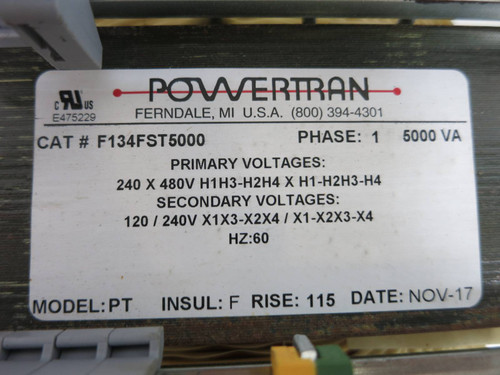 POWERTRAN
C RU US
E475229
FERNDALE, MI U.S.A. (800) 394-4301
CAT # F134FST5000 PHASE: 1 5000 VA
PRIMARY VOLTAGES:
240 X 480V H1H3-H2H4 X H1-H2H3-H4
SECONDARY VOLTAGES:
120 / 240V X1X3-X2X4 / X1-X2X3-X4
HZ:60
MODEL:PT INSUL: F RISE: 115 DATE: NOV-17